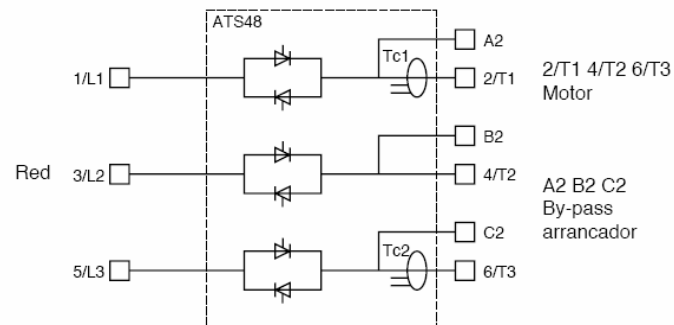 ATS48
A2
Tc1
1/L1
2/T1
2/T1 4/T2 6/T3
Motor
B2
Red
3/L2
4/T2
A2 B2 C2
By-pass
arrancador
C2
Tc2
5/L3
6/T3